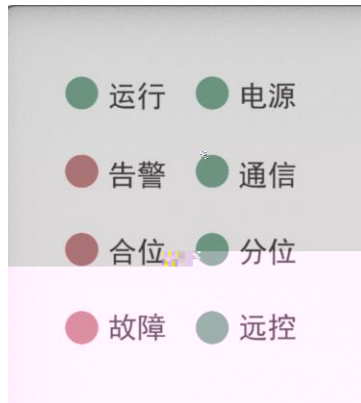 运行 电源
告警 通信
合位 分位
故障 远控